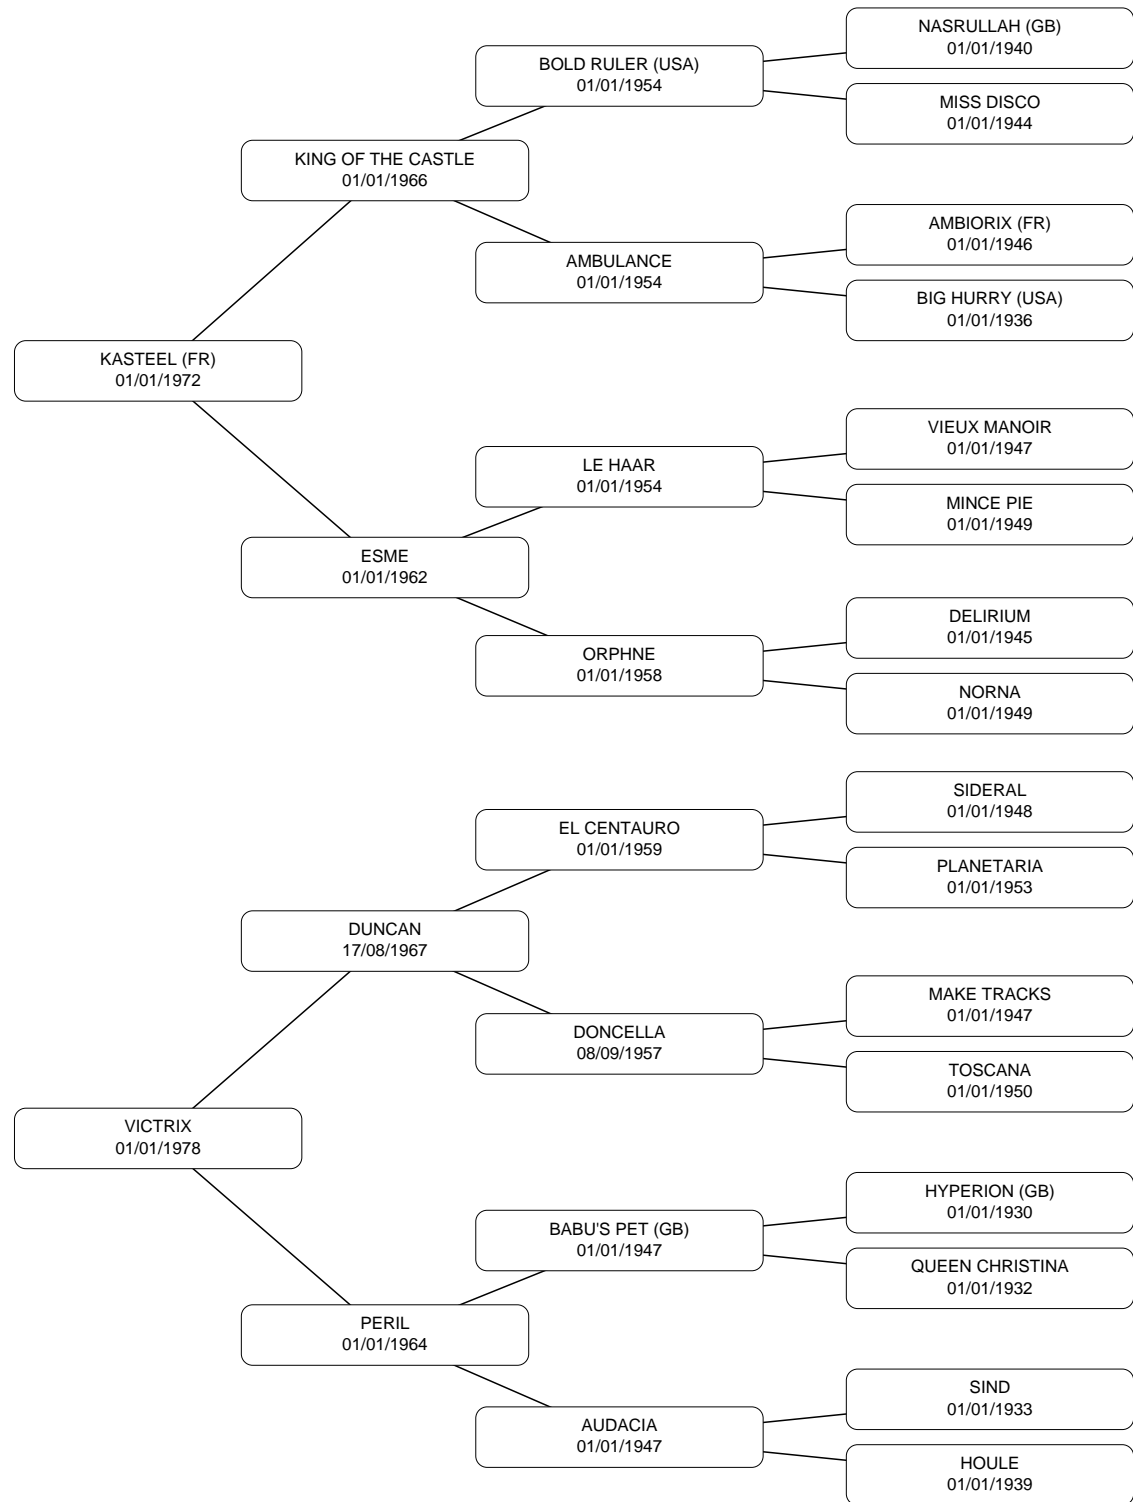 NASRULLAH (GB)
01/01/1940
BOLD RULER (USA)
01/01/1954
MISS DISCO
01/01/1944
KING OF THE CASTLE
01/01/1966
AMBIORIX (FR)
01/01/1946
AMBULANCE
01/01/1954
BIG HURRY (USA)
01/01/1936
KASTEEL (FR)
01/01/1972
VIEUX MANOIR
01/01/1947
LE HAAR
01/01/1954
MINCE PIE
01/01/1949
ESME
01/01/1962
DELIRIUM
01/01/1945
ORPHNE
01/01/1958
NORNA
01/01/1949
SIDERAL
01/01/1948
EL CENTAURO
01/01/1959
PLANETARIA
01/01/1953
DUNCAN
17/08/1967
MAKE TRACKS
01/01/1947
DONCELLA
08/09/1957
TOSCANA
01/01/1950
VICTRIX
01/01/1978
HYPERION (GB)
01/01/1930
BABU'S PET (GB)
01/01/1947
QUEEN CHRISTINA
01/01/1932
PERIL
01/01/1964
SIND
01/01/1933
AUDACIA
01/01/1947
HOULE
01/01/1939